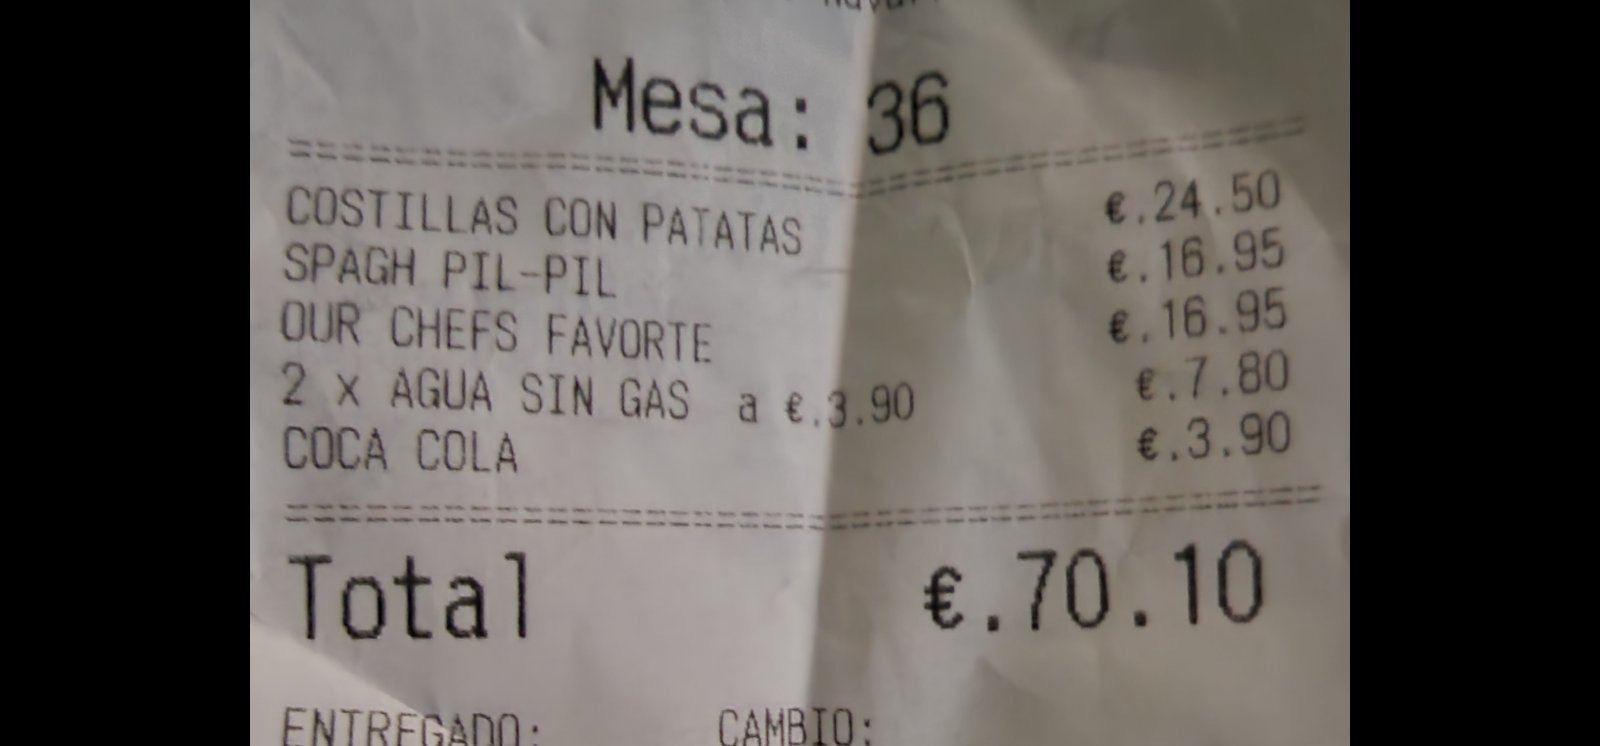 Mesa: 36
COSTILLAS CON PATATAS €.24.50
SPAGH PIL-PIL €.16.95
OUR CHEFS FAVORTE €.16.95
2 x AGUA SIN GAS a €.3.90 €.7.80
COCA COLA €.3.90
Total €.70.10
ENTREGADO: CAMBIO: